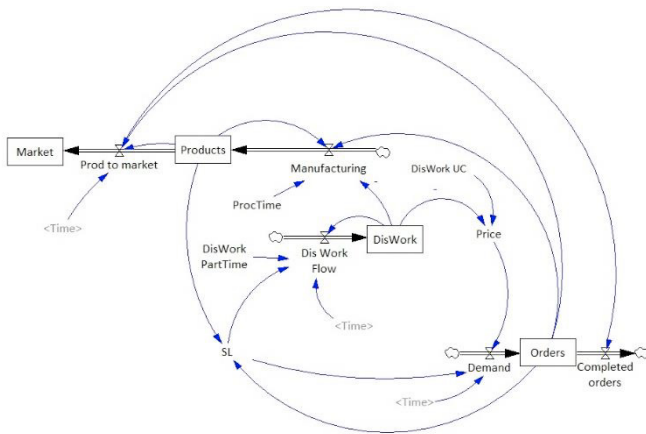 Market
Prod to market
Products
Manufacturing
DisWork UC
-
-
ProcTime
<Time>
DisWork
PartTime
Dis Work
Flow
DisWork
Price
<Time>
SL
Demand
Orders
Completed
orders
<Time>